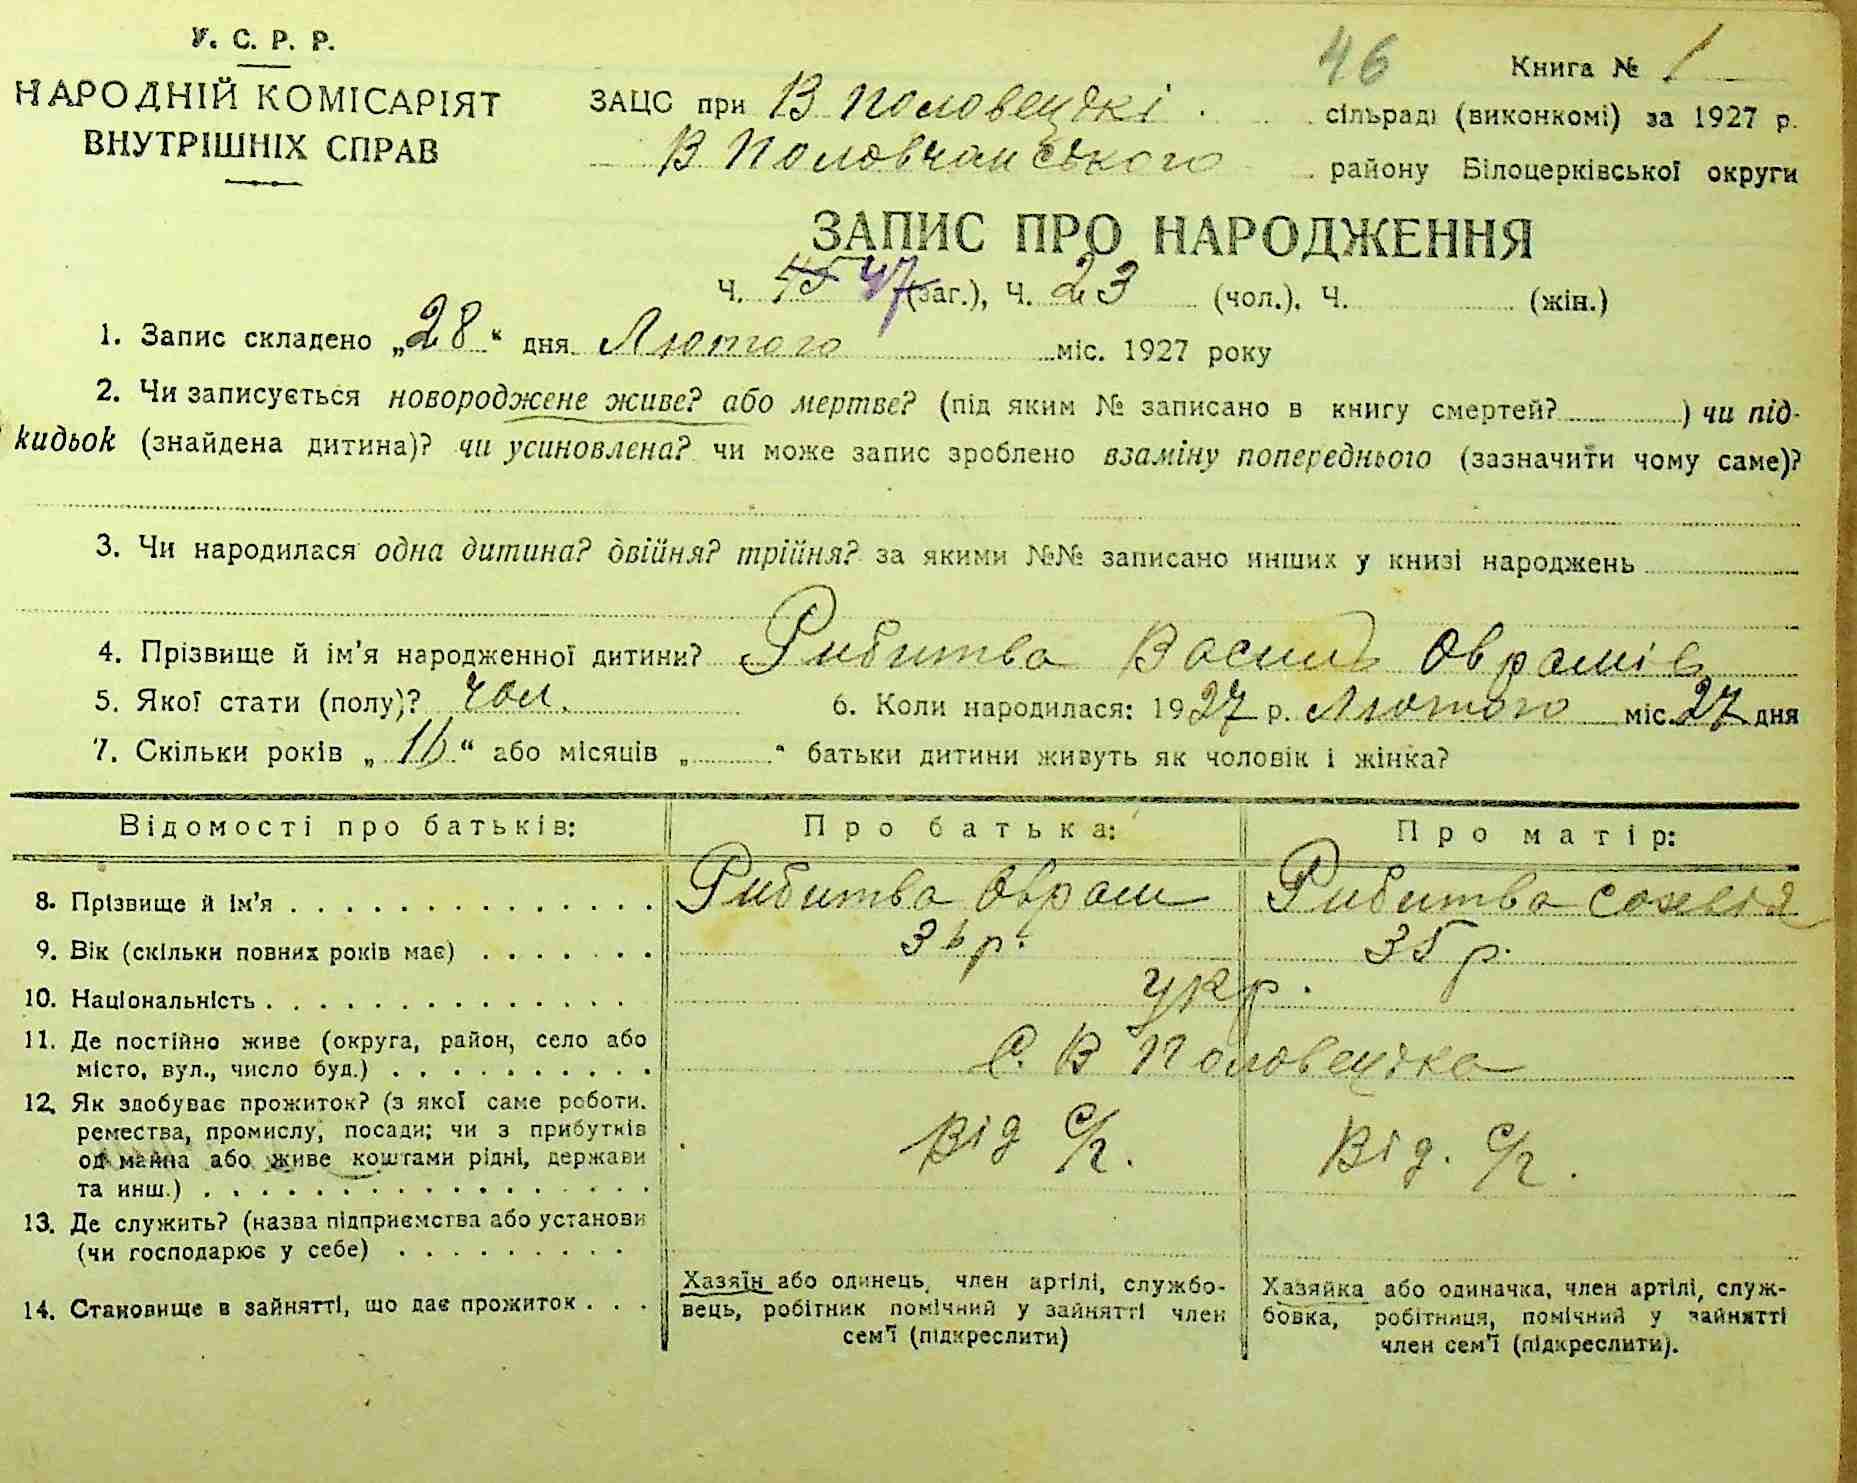 У. С. Р. Р.
НАРОДНІЙ КОМІСАРІЯТ
ВНУТРІШНІХ СПРАВ
46
Книга № 1
ЗАЦС при В Половецькі сільраді (виконкомі) за 1927 р.
В Половчанського району Білоцерківської округи
ЗАПИС ПРО НАРОДЖЕННЯ
Ч. 45 47 (заг.), Ч. 23 (чол.). Ч. (жін.)
1. Запис складено „28“ дня Лютого міс. 1927 року
2. Чи записується новороджене живе? або мертве? (під яким № записано в книгу смертей? ) чи під-
кидьок (знайдена дитина)? чи усиновлена? чи може запис зроблено взаміну попереднього (зазначити чому саме)?
3. Чи народилася одна дитина? двійня? трійня? за якими №№ записано инших у книзі народжень
4. Прізвище й ім'я народженної дитини? Рибитва Василь Оврамів
5. Якої стати (полу)? чол. 6. Коли народилася: 1927 р. Лютого міс. 27 дня
7. Скільки років „16“ або місяців „ “ батьки дитини живуть як чоловік і жінка?
Відомості про батьків: Про батька: Про матір:
8. Прізвище й ім'я Рибитва Оврам Рибитва
9. Вік (скільки повних років має) 36 р. 35 р.
10. Національність укр.
11. Де постійно живе (округа, район, село або
місто, вул., число буд.) С. В Половецька
12. Як здобуває прожиток? (з якої саме роботи.
ремества, промислу, посади; чи з прибутків
од майна або живе коштами рідні, держави
та инш.) Від с/г. Від. с/г.
13. Де служить? (назва підприємства або установи
(чи господарює у себе)
14. Становище в зайнятті, що дає прожиток
Хазяїн або одинець, член артілі, службо-
вець, робітник помічний у зайнятті член
сем'ї (підкреслити)
Хазяйка або одиначка, член артілі, служ-
бовка, робітниця, помічний у зайнятті
член сем'ї (підкреслити).